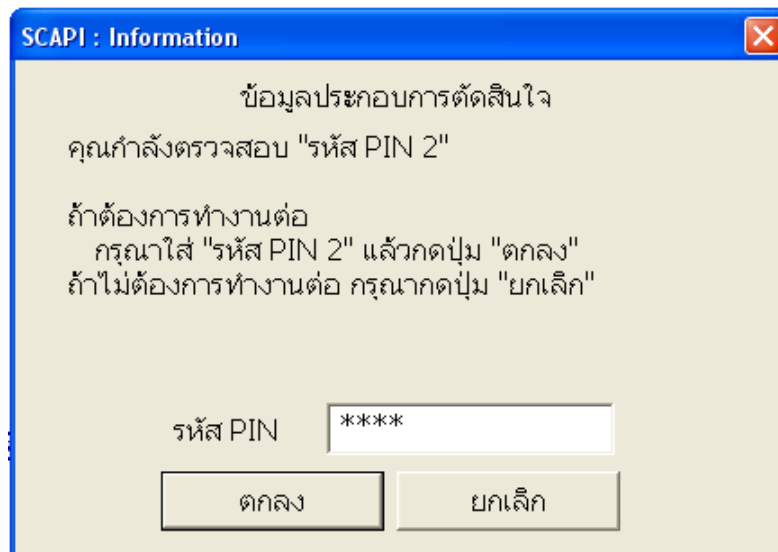 SCAPI : Information
ข้อมูลประกอบการตัดสินใจ
คุณกำลังตรวจสอบ "รหัส PIN 2"
ถ้าต้องการทำงานต่อ
กรุณาใส่ "รหัส PIN 2" แล้วกดปุ่ม "ตกลง"
ถ้าไม่ต้องการทำงานต่อ กรุณากดปุ่ม "ยกเลิก"
รหัส PIN ****
ตกลง ยกเลิก